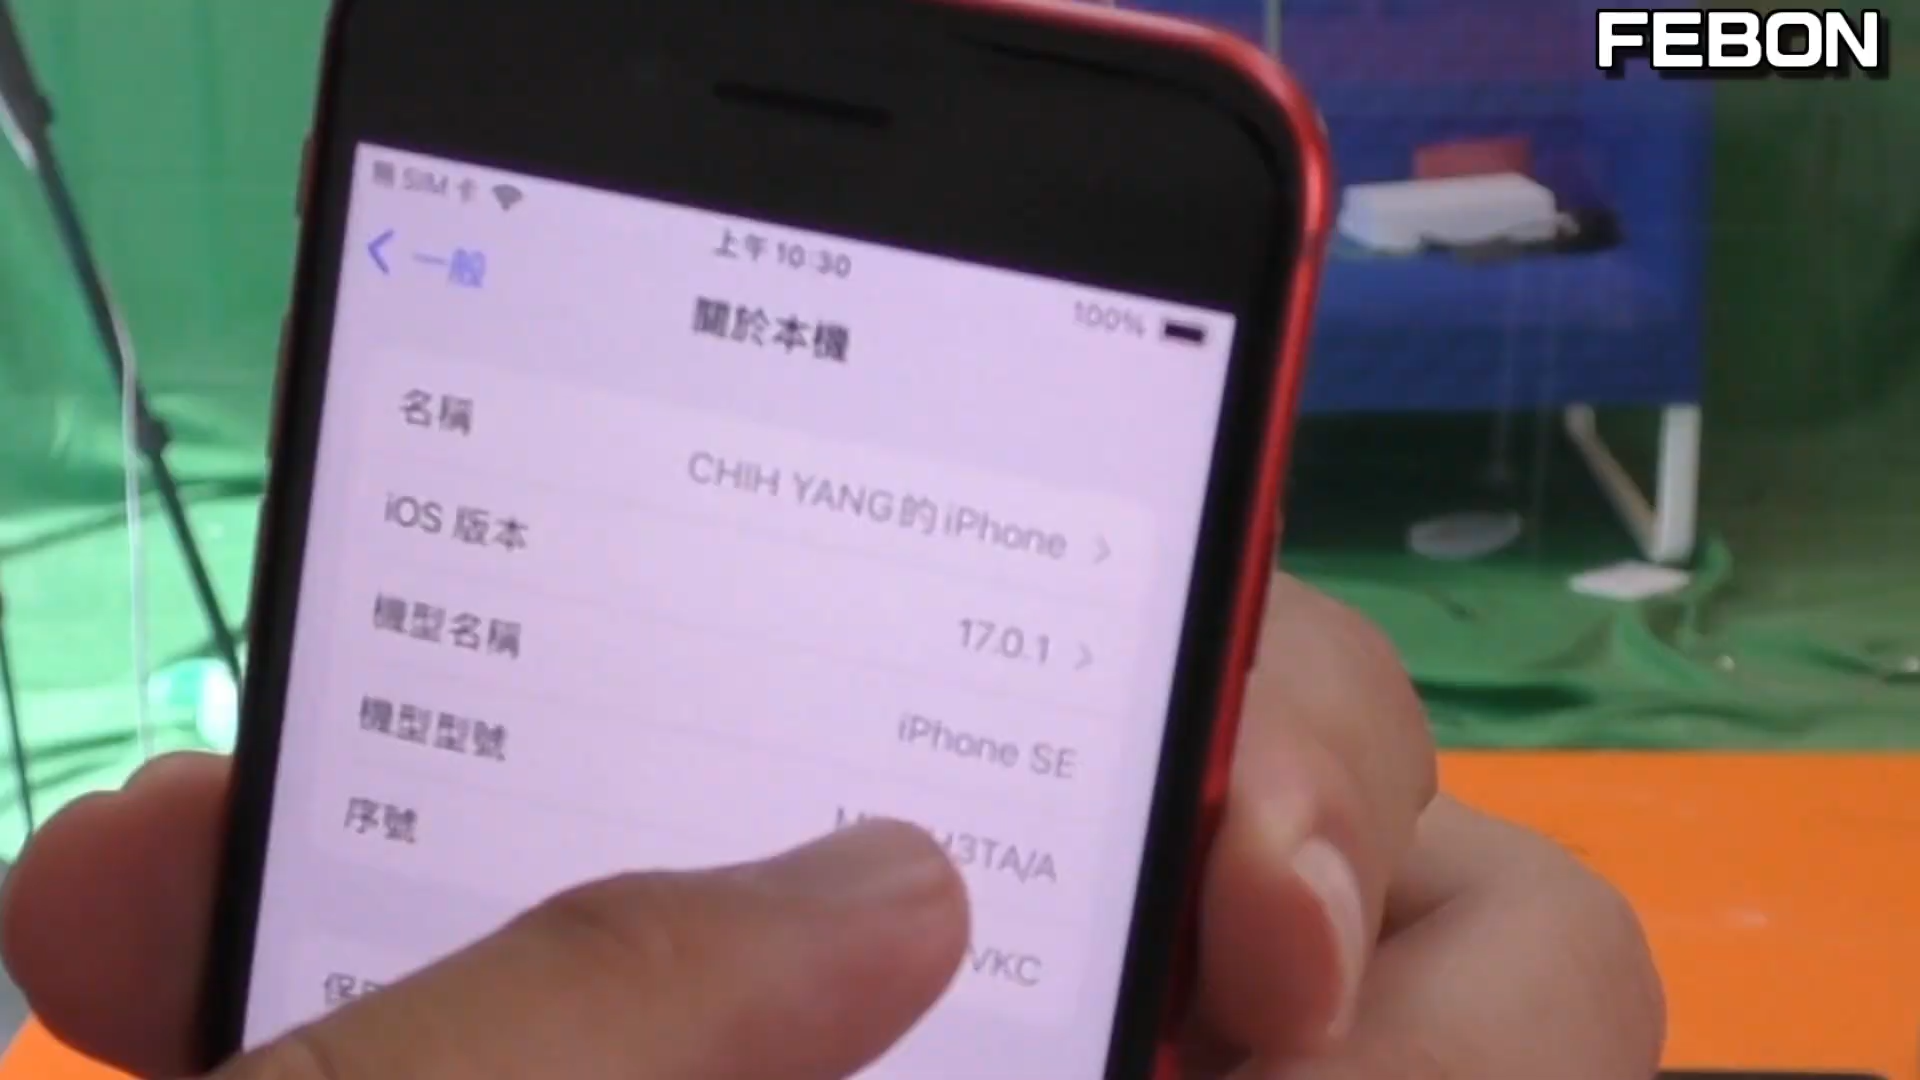 FEBON
無SIM卡
上午10:30
100%
一般
關於本機
名稱
CHIH YANG的iPhone
iOS 版本
17.0.1
機型名稱
iPhone SE
機型型號
3TA/A
序號
VKC